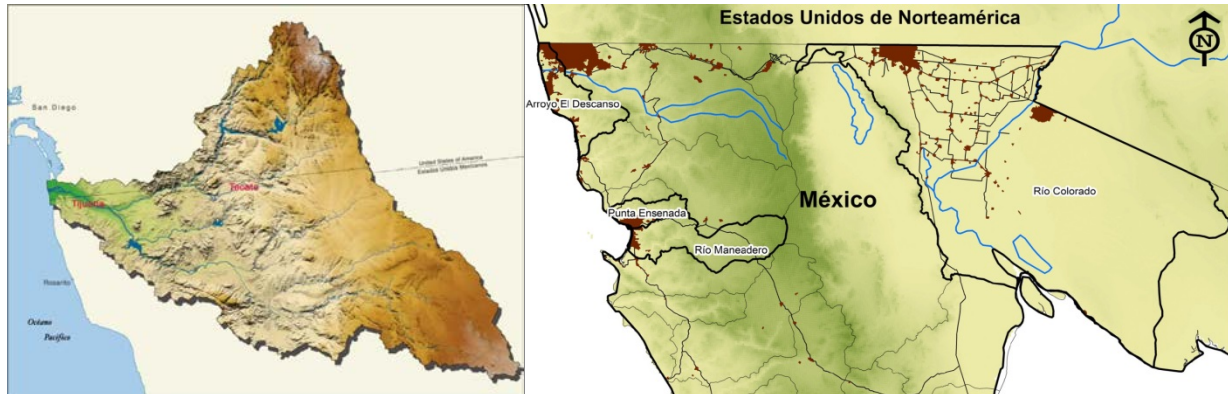 San Diego
United States of America
Estados Unidos Mexicanos
Tecate
Tijuana
Rosarito
Océano
Pacífico
Estados Unidos de Norteamérica
N
Arroyo El Descanso
Río Colorado
México
Punta Ensenada
Río Maneadero